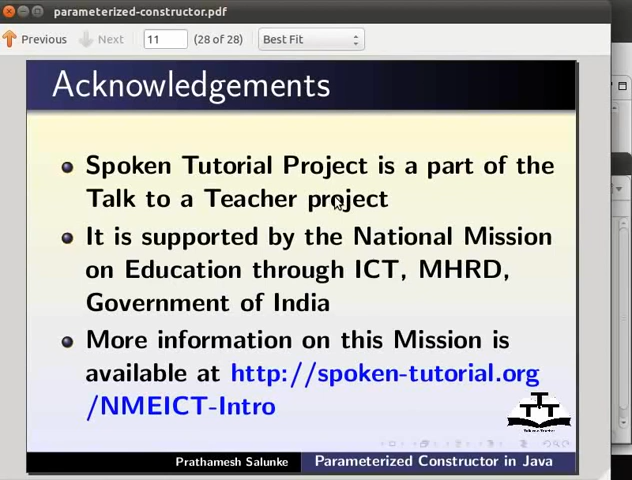 parameterized-constructor.pdf
Previous Next 11 (28 of 28) Best Fit
Acknowledgements
Spoken Tutorial Project is a part of the
Talk to a Teacher project
It is supported by the National Mission
on Education through ICT, MHRD,
Government of India
More information on this Mission is
available at http://spoken-tutorial.org
/NMEICT-Intro
Prathamesh Salunke Parameterized Constructor in Java